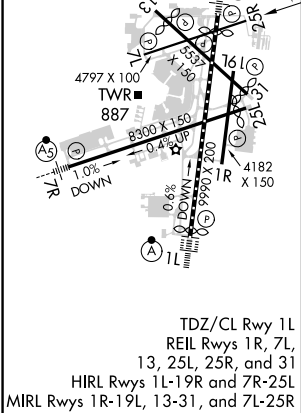 13
25R
7L
5537
X 150
4797 X 100
TWR
887
19L
25L
31
8300 X 150
0.4% UP
A5
1.0%
DOWN
7R
1R
4182
X 150
9990 X 200
0.6%
DOWN
A
1L
P
P
P
P
P
P
P
TDZ/CL Rwy 1L
REIL Rwys 1R, 7L,
13, 25L, 25R, and 31
HIRL Rwys 1L-19R and 7R-25L
MIRL Rwys 1R-19L, 13-31, and 7L-25R